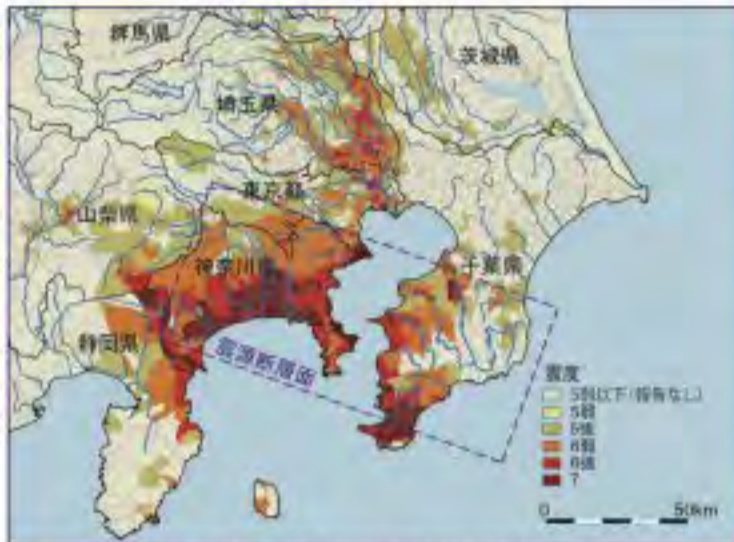 群馬県
茨城県
埼玉県
東京都
山梨県
神奈川県
千葉県
静岡県
震源断層面
震度
5弱以下(報告なし)
5弱
5強
6弱
6強
7
0 50km